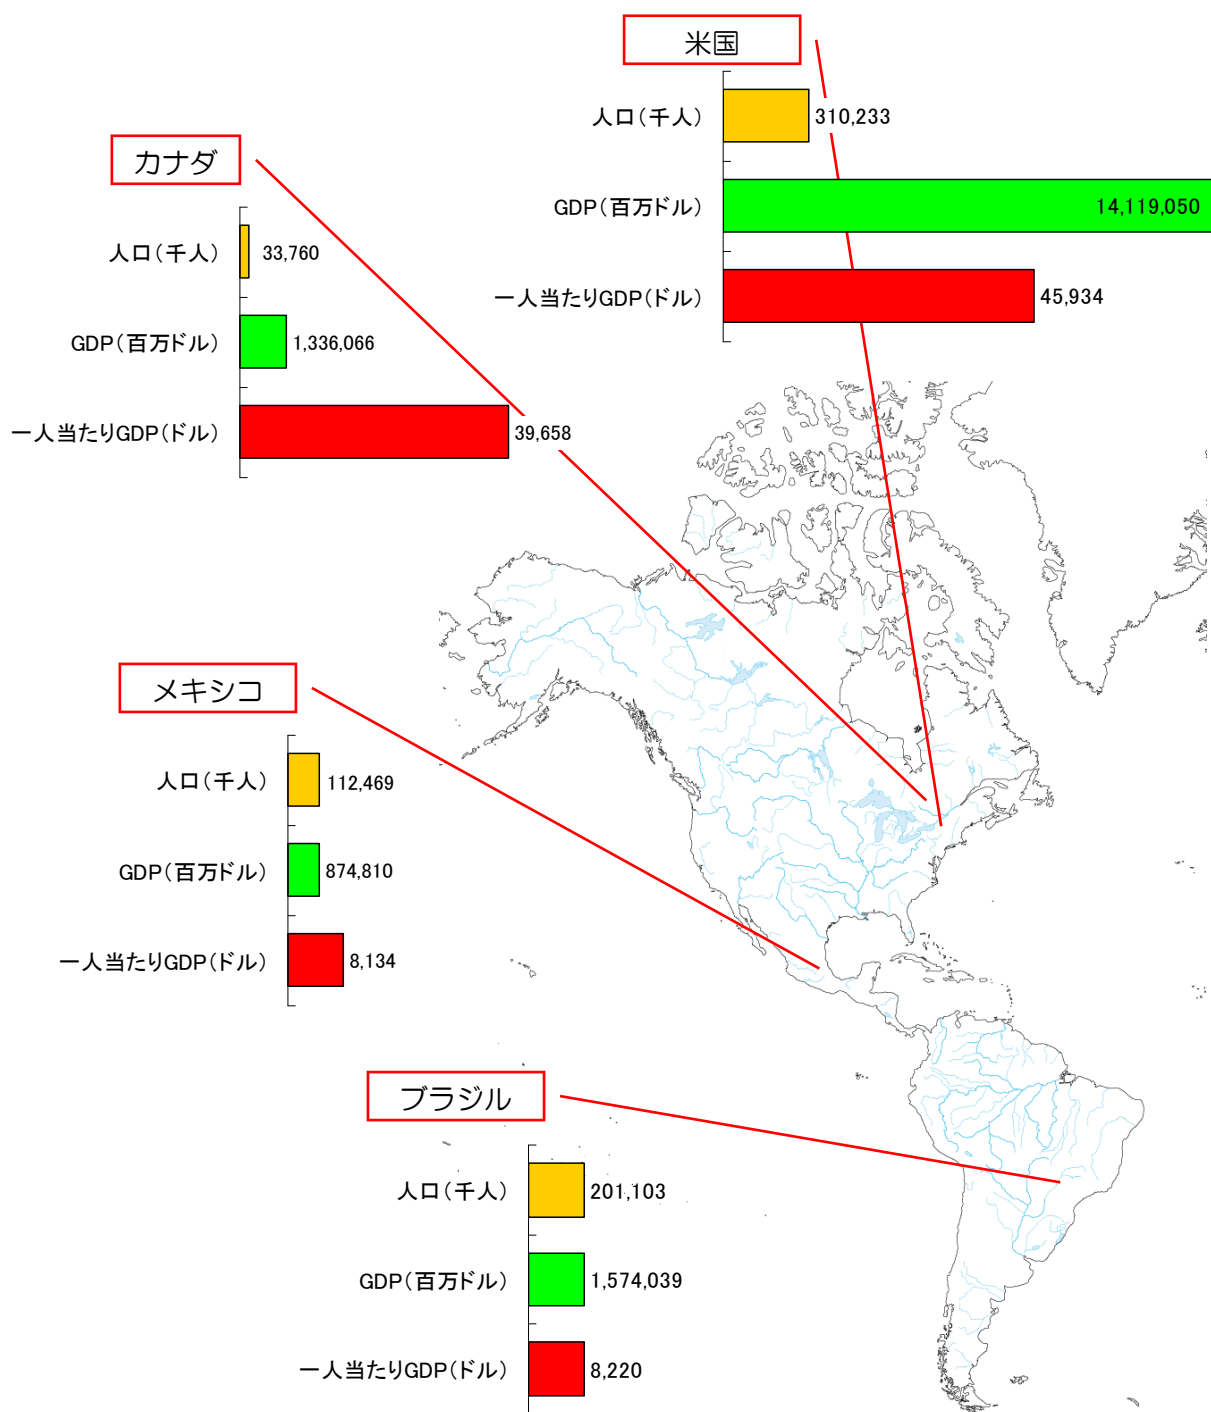 米国
人口（千人）
310,233
GDP（百万ドル）
14,119,050
一人当たりGDP（ドル）
45,934
カナダ
人口（千人）
33,760
GDP（百万ドル）
1,336,066
一人当たりGDP（ドル）
39,658
メキシコ
人口（千人）
112,469
GDP（百万ドル）
874,810
一人当たりGDP（ドル）
8,134
ブラジル
人口（千人）
201,103
GDP（百万ドル）
1,574,039
一人当たりGDP（ドル）
8,220